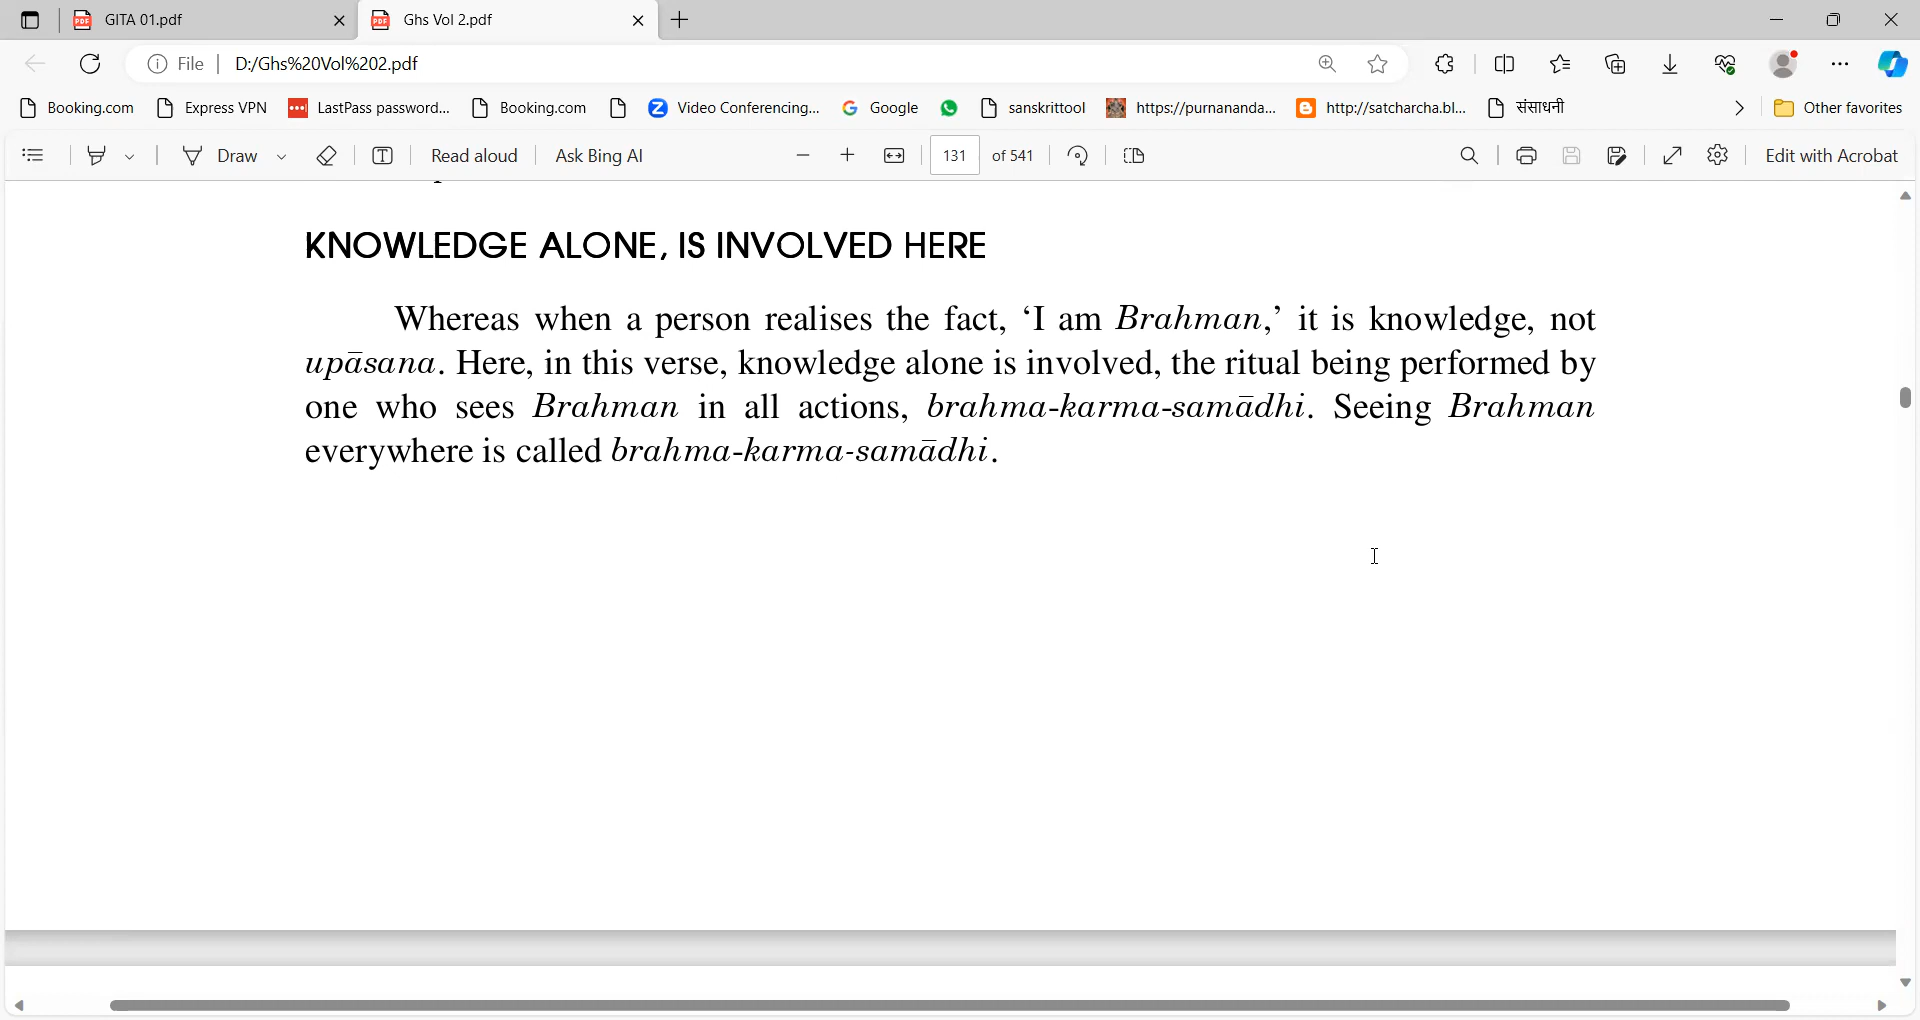 GITA 01.pdf
Ghs Vol 2.pdf
File
D:/Ghs%20Vol%202.pdf
Booking.com
Express VPN
LastPass password...
Booking.com
Video Conferencing,...
Google
sanskrittool
https://purnananda...
http://satcharcha.bl...
संसाधनी
Other favorites
Draw
Read aloud
Ask Bing AI
131
of 541
Edit with Acrobat
KNOWLEDGE ALONE, IS INVOLVED HERE
Whereas when a person realises the fact, ‘I am Brahman,’ it is knowledge, not
upāsana. Here, in this verse, knowledge alone is involved, the ritual being performed by
one who sees Brahman in all actions, brahma-karma-samādhi. Seeing Brahman
everywhere is called brahma-karma-samādhi.